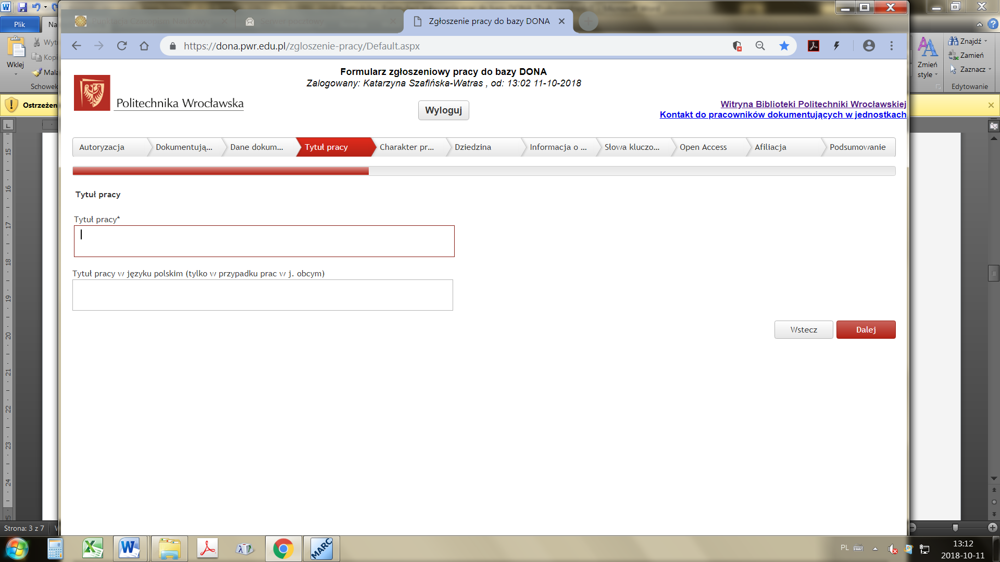 Plik
Na
Wklej
Wyt
Kopi
Mala
Schowek
Ostrzeżen
Serwer pocztowy
Zgłoszenie pracy do bazy DONA
https://dona.pwr.edu.pl/zgloszenie-pracy/Default.aspx
Formularz zgłoszeniowy pracy do bazy DONA
Zalogowany: Katarzyna Szafińska-Watras , od: 13:02 11-10-2018
Politechnika Wrocławska
Wyloguj
Witryna Biblioteki Politechniki Wrocławskiej
Kontakt do pracowników dokumentujących w jednostkach
Autoryzacja
Dokumentują...
Dane dokum...
Tytuł pracy
Charakter pr...
Dziedzina
Informacja o ...
Słowa kluczo...
Open Access
Afiliacja
Podsumowanie
Tytuł pracy
Tytuł pracy*
Tytuł pracy w języku polskim (tylko w przypadku prac w j. obcym)
Wstecz
Dalej
Zmień
style
Znajdź
Zamień
Zaznacz
Edytowanie
15
16
17
18
19
20
21
22
23
24
25
Strona: 3 z 7
MARC
PL
13:12
2018-10-11